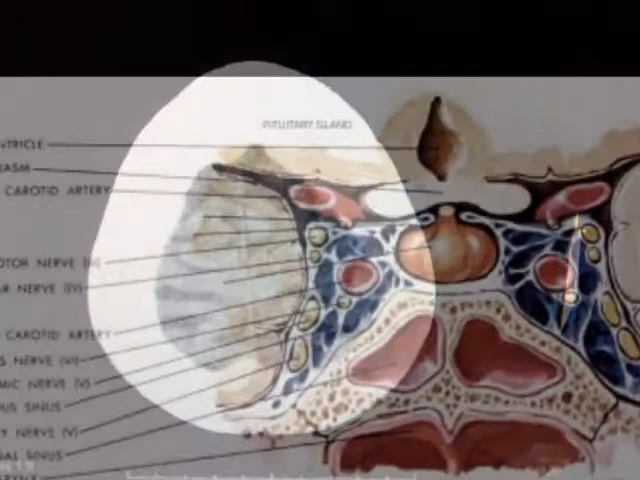 PITUITARY GLAND
NTRICLE
IASM
CAROTID ARTERY
OTOR NERVE (III)
AR NERVE (IV)
CAROTID ARTERY
S NERVE (VI)
MIC NERVE (V)
US SINUS
Y NERVE (V)
AL SINUS